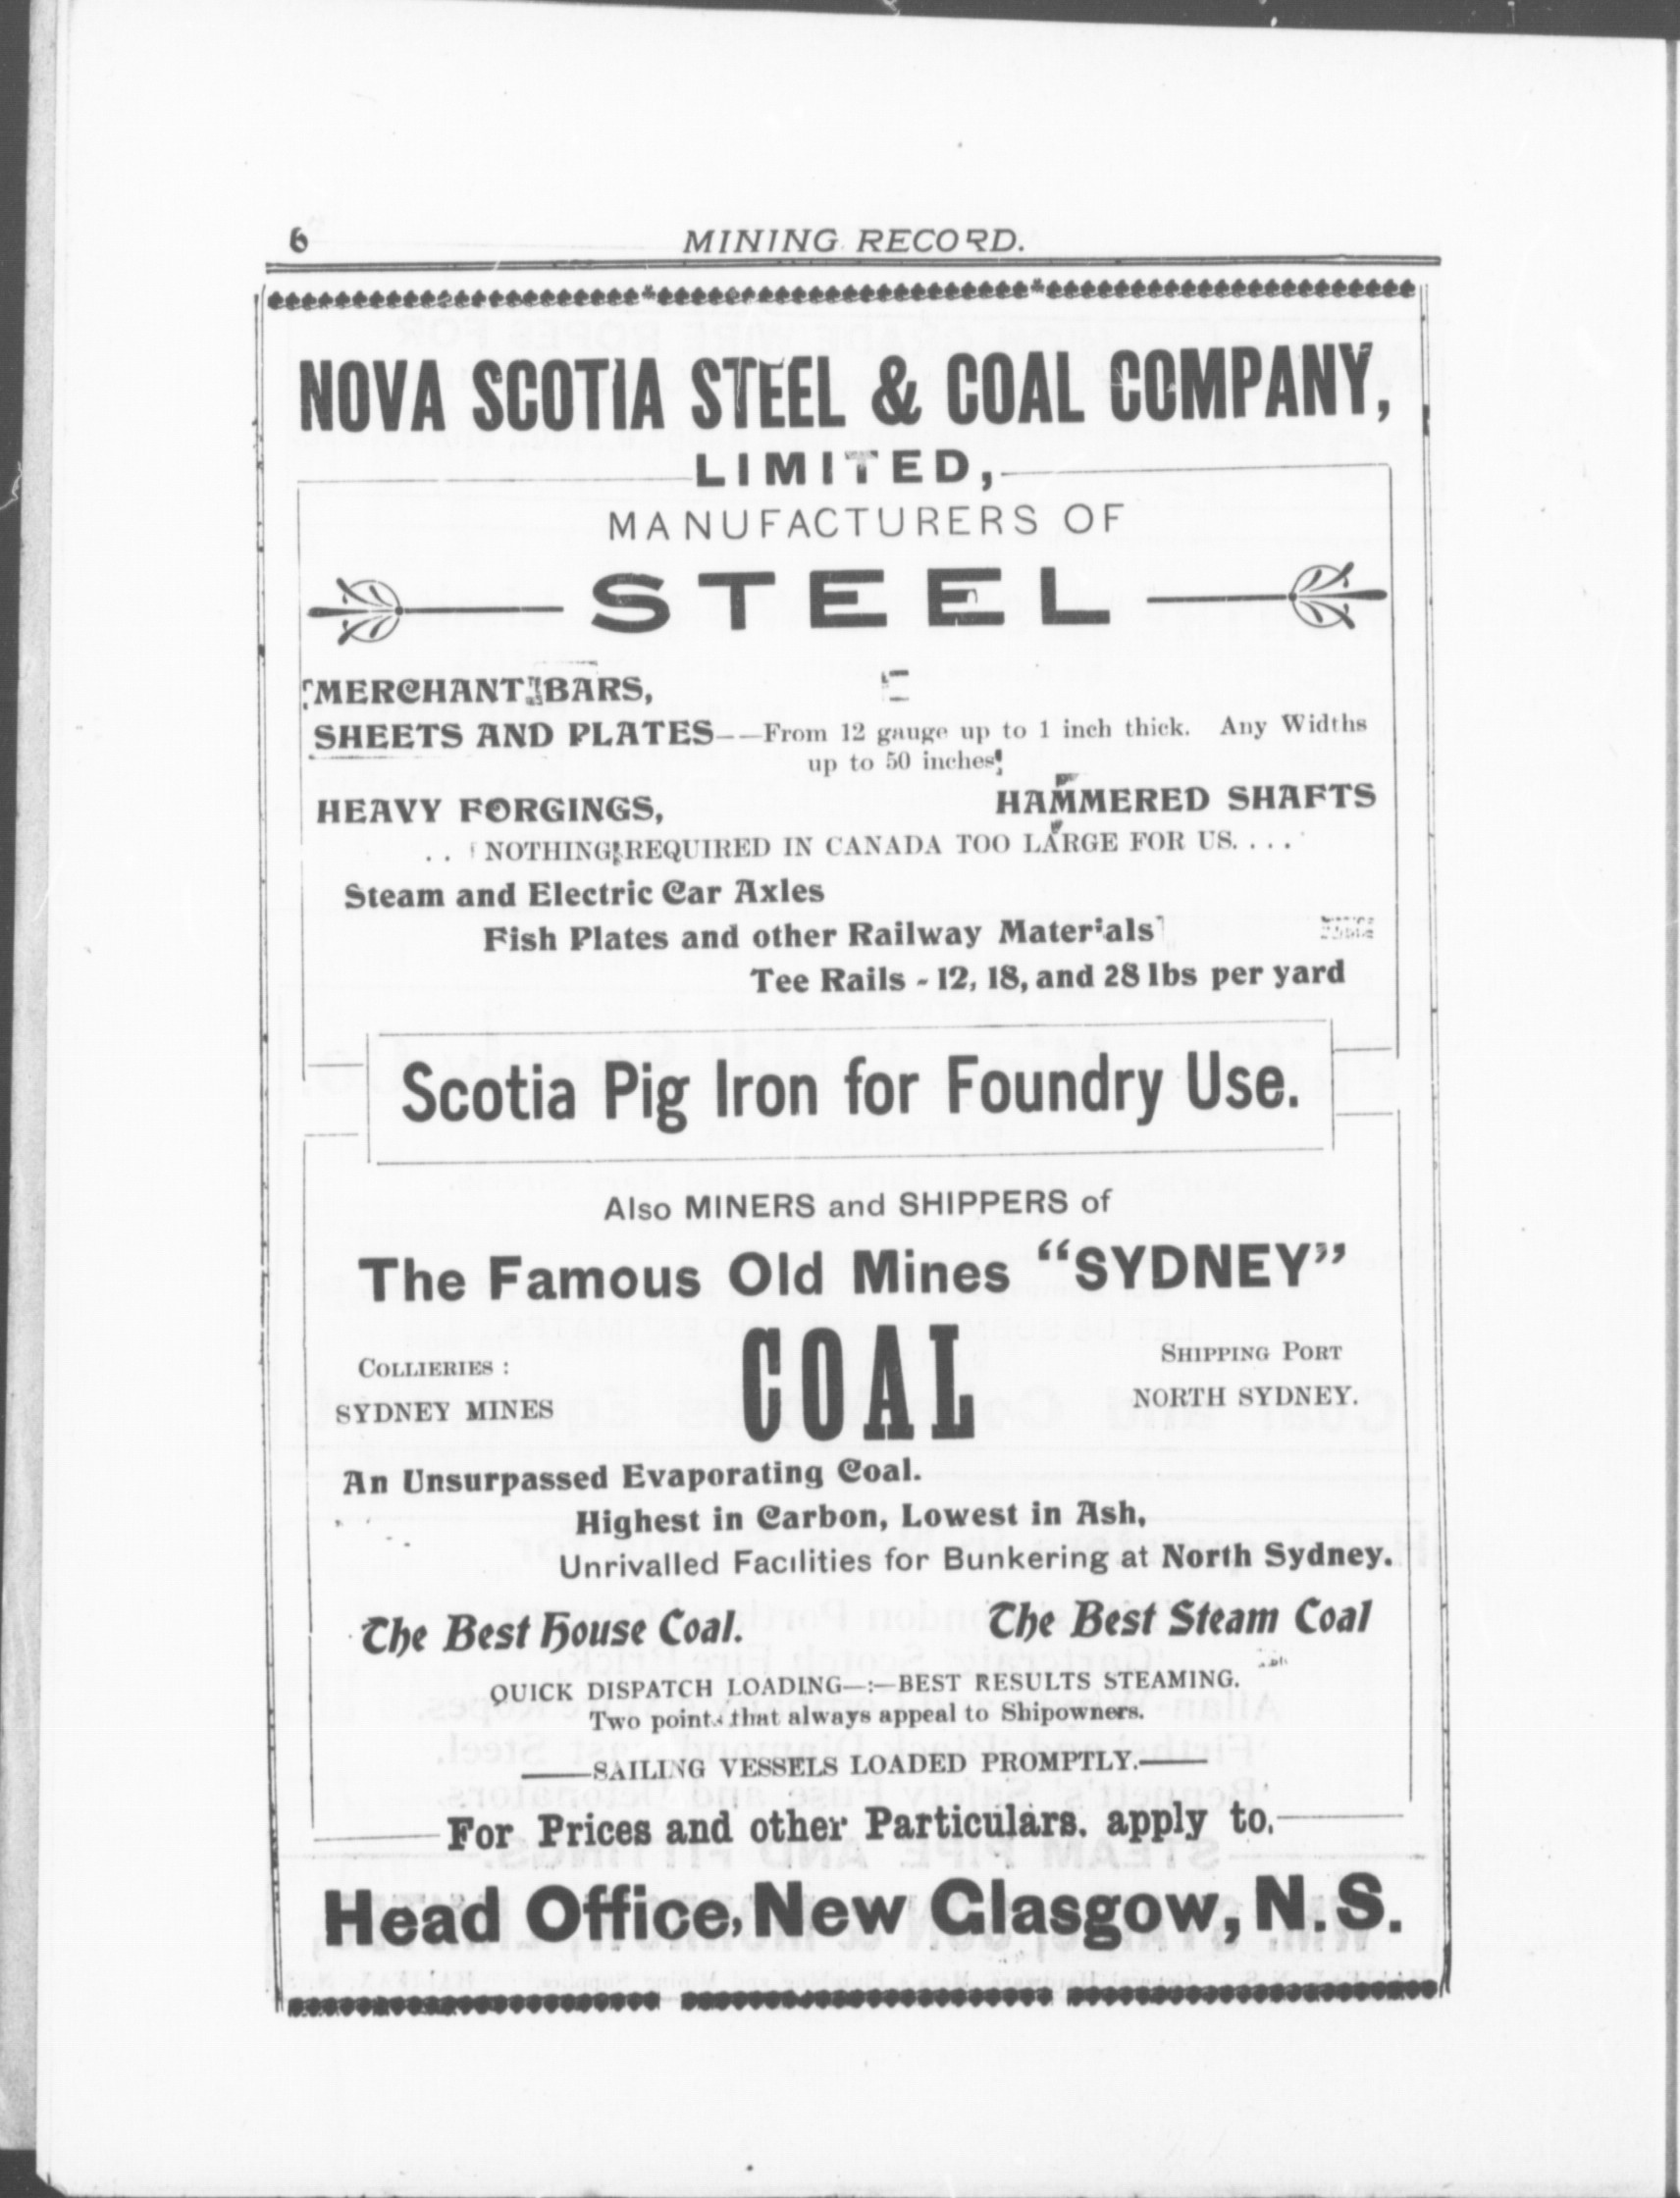 6
MINING RECORD.
NOVA SCOTIA STEEL & COAL COMPANY,
LIMITED,
MANUFACTURERS OF
STEEL
MERCHANT BARS,
SHEETS AND PLATES——From 12 gauge up to 1 inch thick. Any Widths
up to 50 inches.
HEAVY FORGINGS, HAMMERED SHAFTS
. . NOTHING REQUIRED IN CANADA TOO LARGE FOR US. . . .
Steam and Electric Car Axles
Fish Plates and other Railway Materials
Tee Rails - 12, 18, and 28 lbs per yard
Scotia Pig Iron for Foundry Use.
Also MINERS and SHIPPERS of
The Famous Old Mines "SYDNEY"
COAL
COLLIERIES :
SYDNEY MINES
SHIPPING PORT
NORTH SYDNEY.
An Unsurpassed Evaporating Coal.
Highest in Carbon, Lowest in Ash,
Unrivalled Facilities for Bunkering at North Sydney.
The Best House Coal. The Best Steam Coal
QUICK DISPATCH LOADING—:—BEST RESULTS STEAMING.
Two points that always appeal to Shipowners.
——SAILING VESSELS LOADED PROMPTLY.——
For Prices and other Particulars. apply to,
Head Office, New Glasgow, N.S.